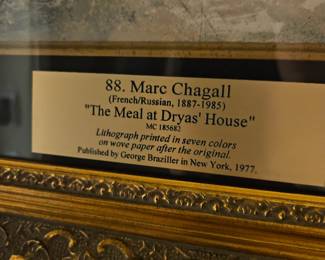 88. Marc Chagall
(French/Russian, 1887-1985)
"The Meal at Dryas' House"
MC 185682
Lithograph printed in seven colors
on wove paper after the original.
Published by George Braziller in New York, 1977.